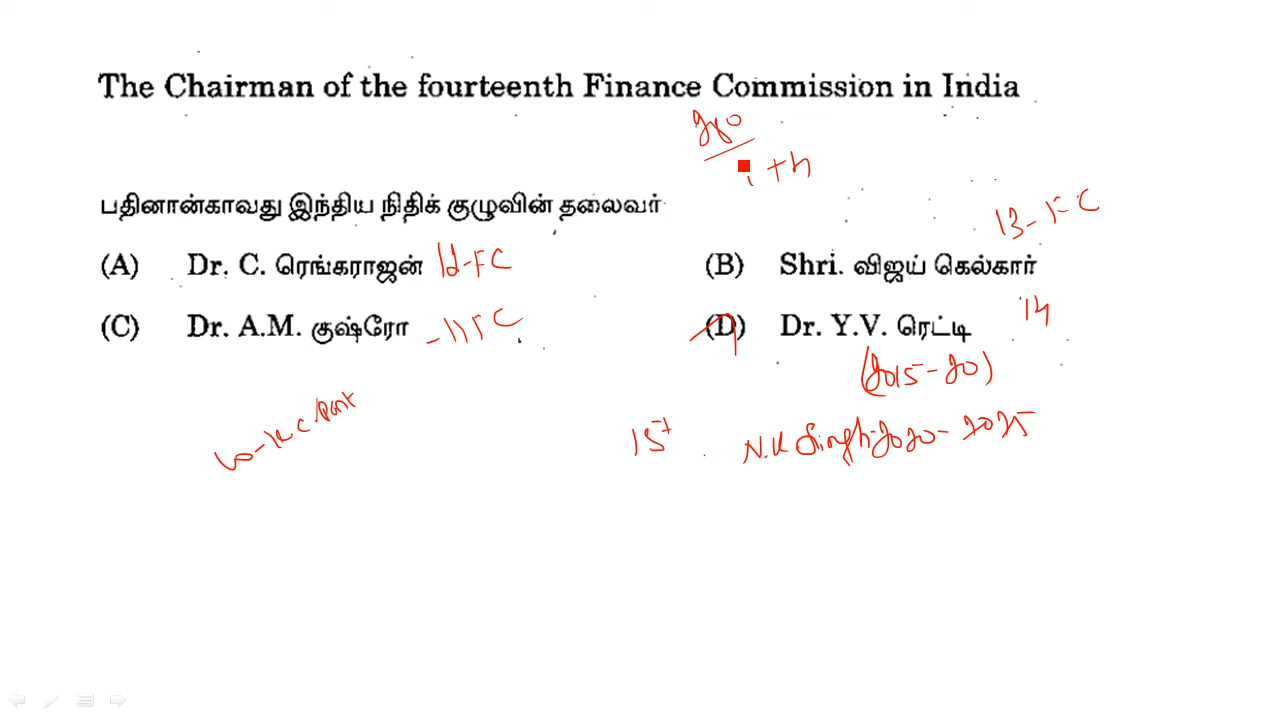 The Chairman of the fourteenth Finance Commission in India
பதினான்காவது இந்திய நிதிக் குழுவின் தலைவர்
13- FC
(A) Dr. C. ரெங்கராஜன் 12-FC (B) Shri. விஜய் கெல்கார்
(C) Dr. A.M. குஷ்ரோ -11FC (D) Dr. Y.V. ரெட்டி 14
(2015-20)
15 N.K Singh-2020-2025